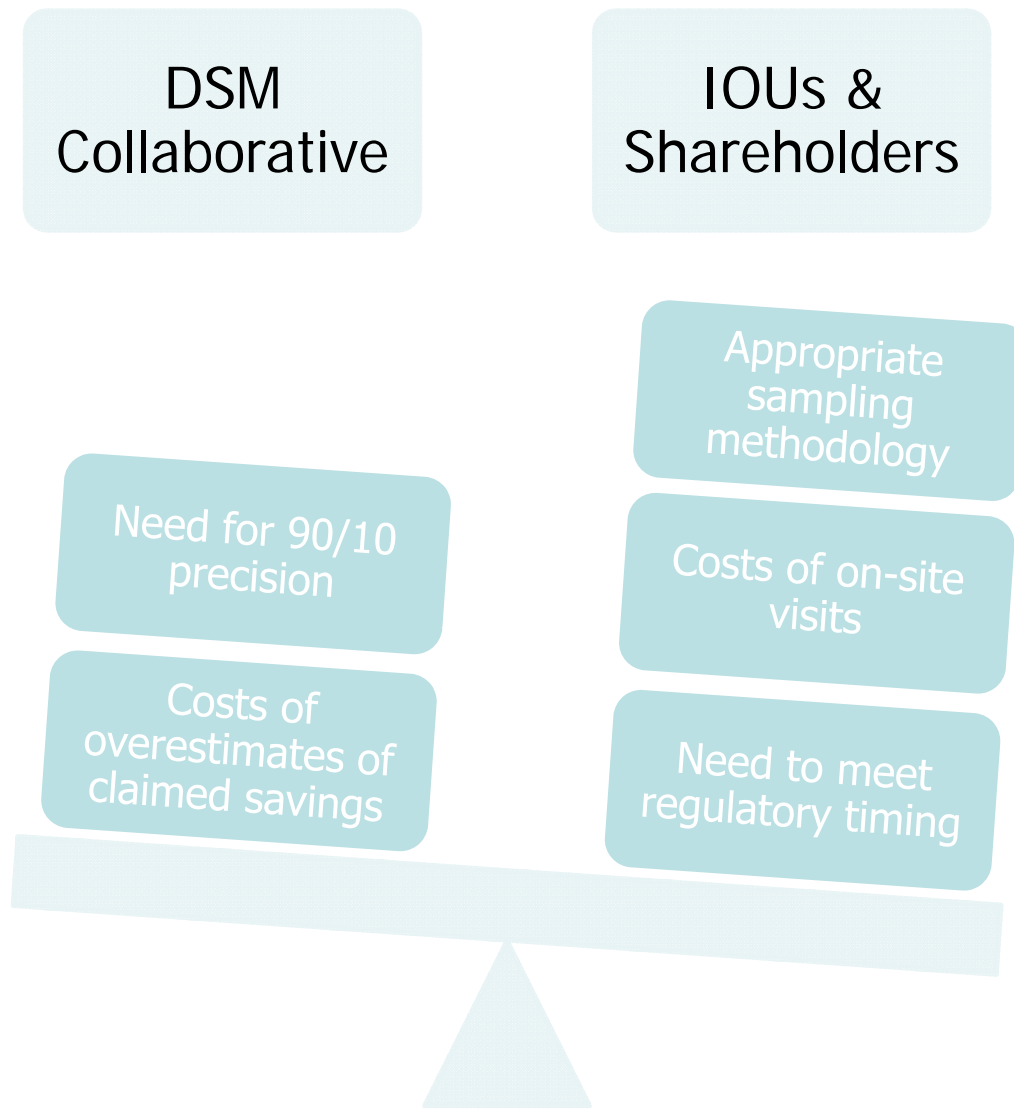 DSM
Collaborative
IOUs &
Shareholders
Need for 90/10
precision
Costs of
overestimates of
claimed savings
Appropriate
sampling
methodology
Costs of on-site
visits
Need to meet
regulatory timing